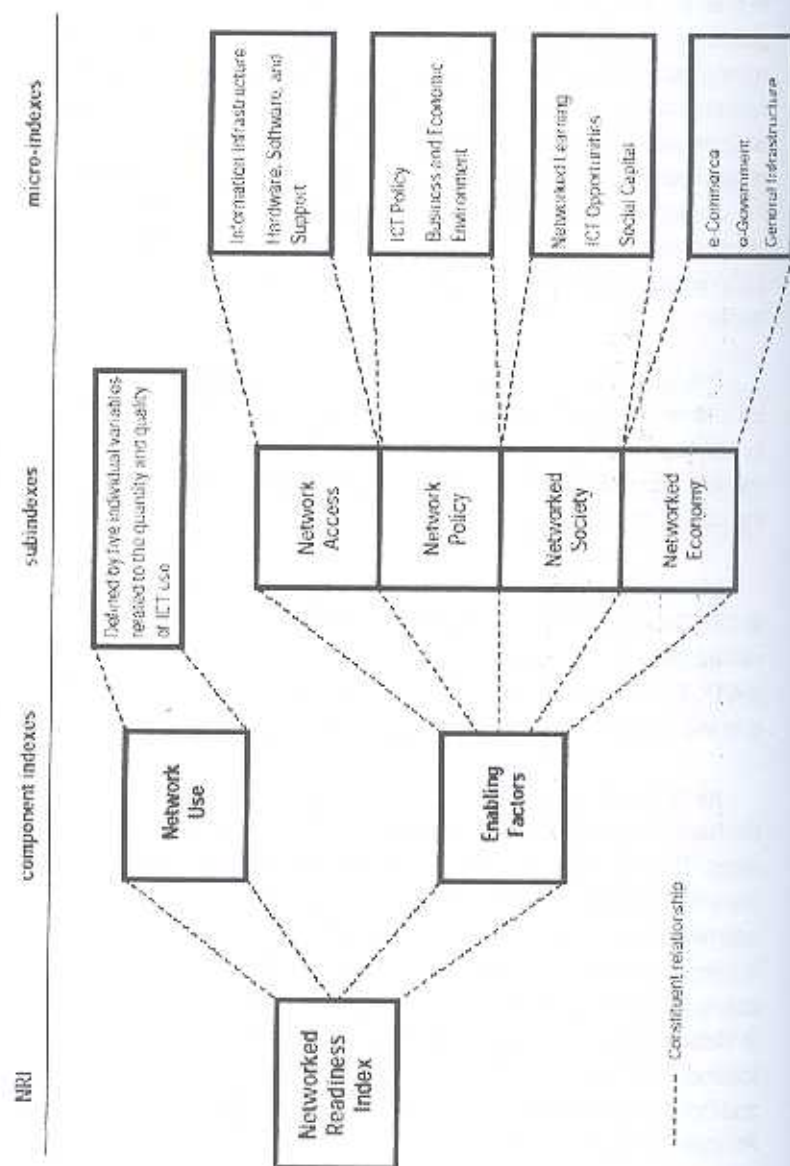 NRI
component indexes
subindexes
micro-indexes
Networked
Readiness
Index
Network
Use
Enabling
Factors
Defined by five individual variables
related to the quantity and quality
of ICT use
Network
Access
Network
Policy
Networked
Society
Networked
Economy
Information Infrastructure
Hardware, Software, and
Support
ICT Policy
Business and Economic
Environment
Networked Learning
ICT Opportunities
Social Capital
e-Commerce
e-Government
General Infrastructure
Constituent relationship